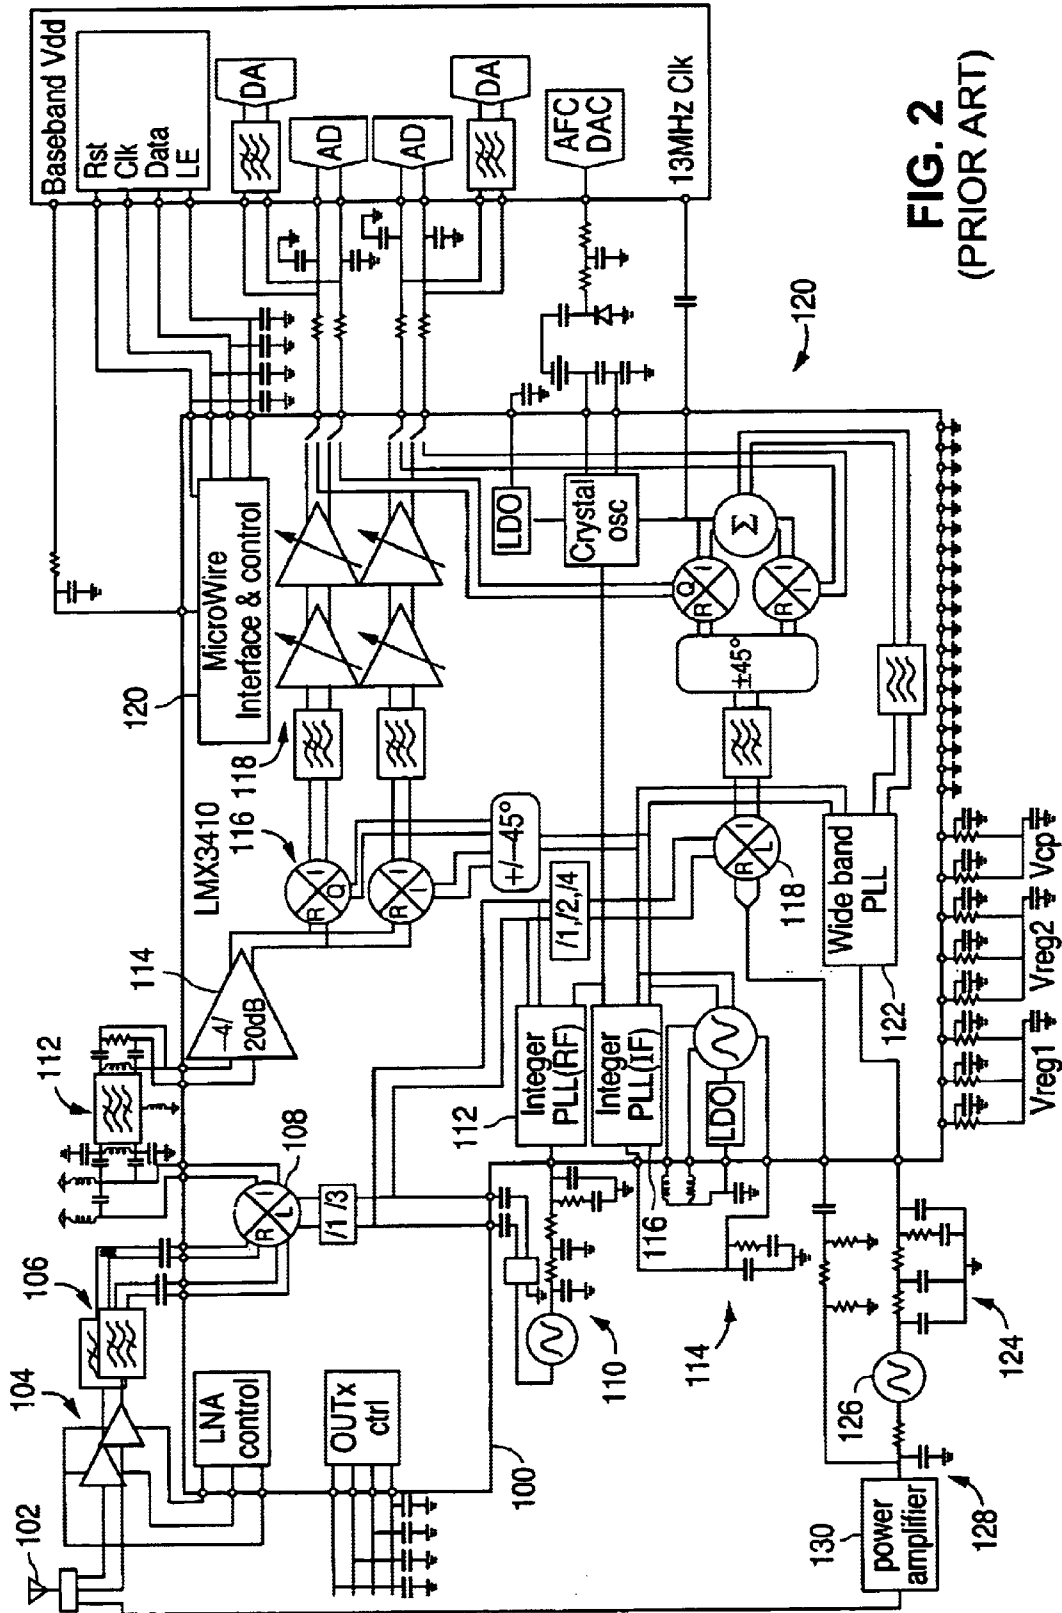 Baseband Vdd
Rst
Clk
Data
LE
DA
AD
AD
DA
AFC
DAC
13MHz Clk
120
MicroWire
Interface & control
LDO
Crystal
osc
Σ
R Q I
R I I
±45°
120
118
116
LMX3410
R I Q
R I I
+/-45°
/1,/2,/4
R I L
118
Wide band
PLL
122
114
-4/
20dB
112
108
R I L
/1 /3
112
Integer
PLL(RF)
Integer
PLL(IF)
LDO
116
106
104
102
LNA
control
OUTx
ctrl
100
110
114
124
126
128
130
power
amplifier
Vreg1
Vreg2
Vcp
FIG. 2
(PRIOR ART)